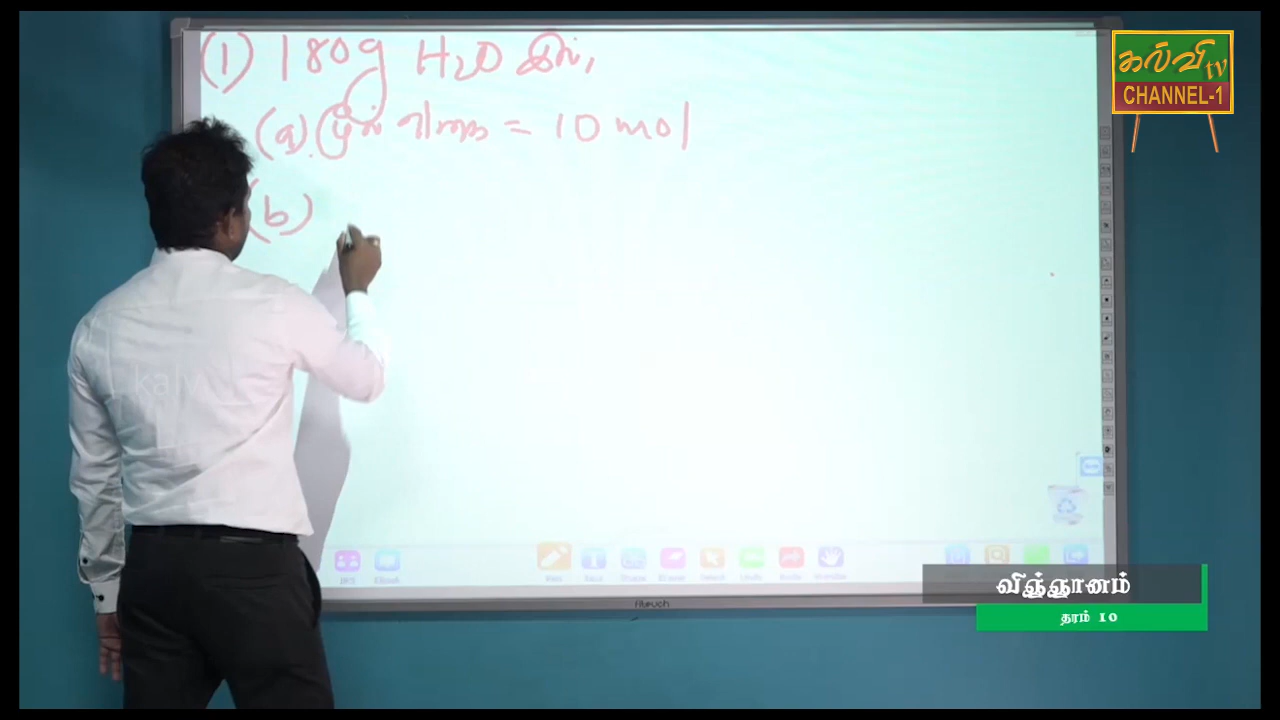 (1) 180g H2O இல்,
(a) மூல் எண்ணிக்கை = 10 mol
(b)
கல்வி tv
CHANNEL-1
விஞ்ஞானம்
தரம் 10